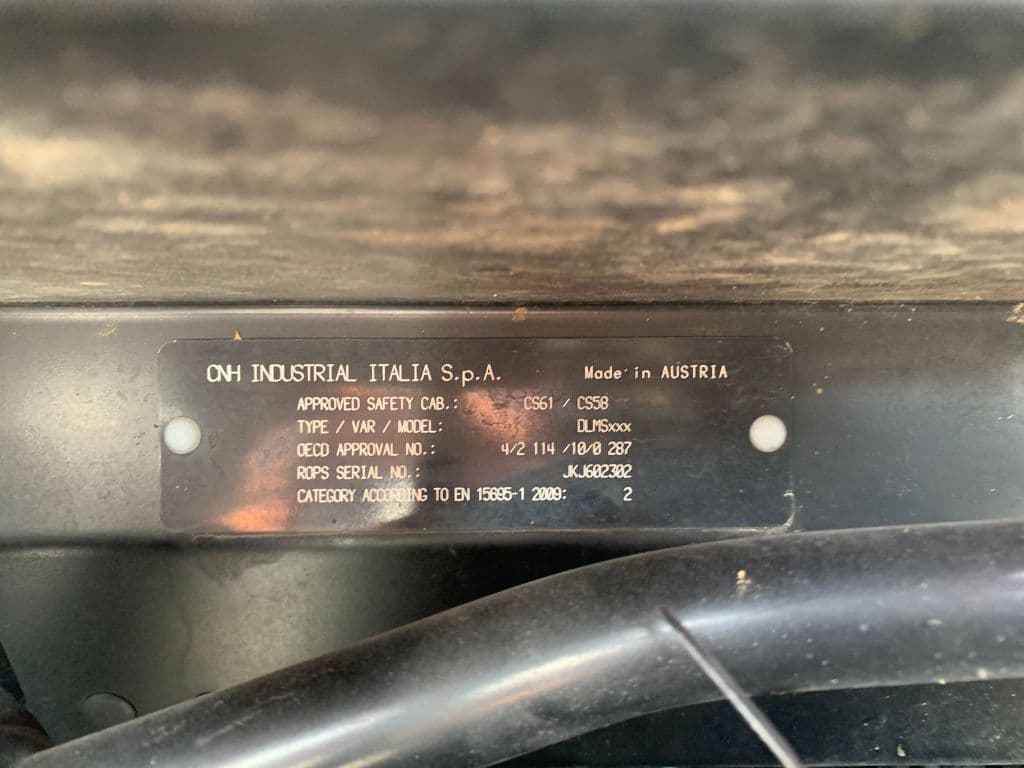 CNH INDUSTRIAL ITALIA S.p.A. Made in AUSTRIA
APPROVED SAFETY CAB.: CS61 / CS58
TYPE / VAR / MODEL: DLMSxxx
OECD APPROVAL NO.: 4/2 114 /10/0 287
ROPS SERIAL NO.: JKJ602302
CATEGORY ACCORDING TO EN 15695-1 2009: 2